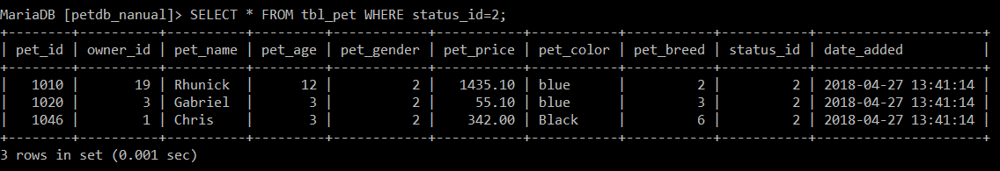 MariaDB [petdb_nanual]> SELECT * FROM tbl_pet WHERE status_id=2;
+--------+----------+----------+---------+------------+-----------+-----------+-----------+-----------+---------------------+
| pet_id | owner_id | pet_name | pet_age | pet_gender | pet_price | pet_color | pet_breed | status_id | date_added          |
+--------+----------+----------+---------+------------+-----------+-----------+-----------+-----------+---------------------+
|   1010 |       19 | Rhunick  |      12 |          2 |   1435.10 | blue      |         2 |         2 | 2018-04-27 13:41:14 |
|   1020 |        3 | Gabriel  |       3 |          2 |     55.10 | blue      |         3 |         2 | 2018-04-27 13:41:14 |
|   1046 |        1 | Chris    |       3 |          2 |    342.00 | Black     |         6 |         2 | 2018-04-27 13:41:14 |
+--------+----------+----------+---------+------------+-----------+-----------+-----------+-----------+---------------------+
3 rows in set (0.001 sec)